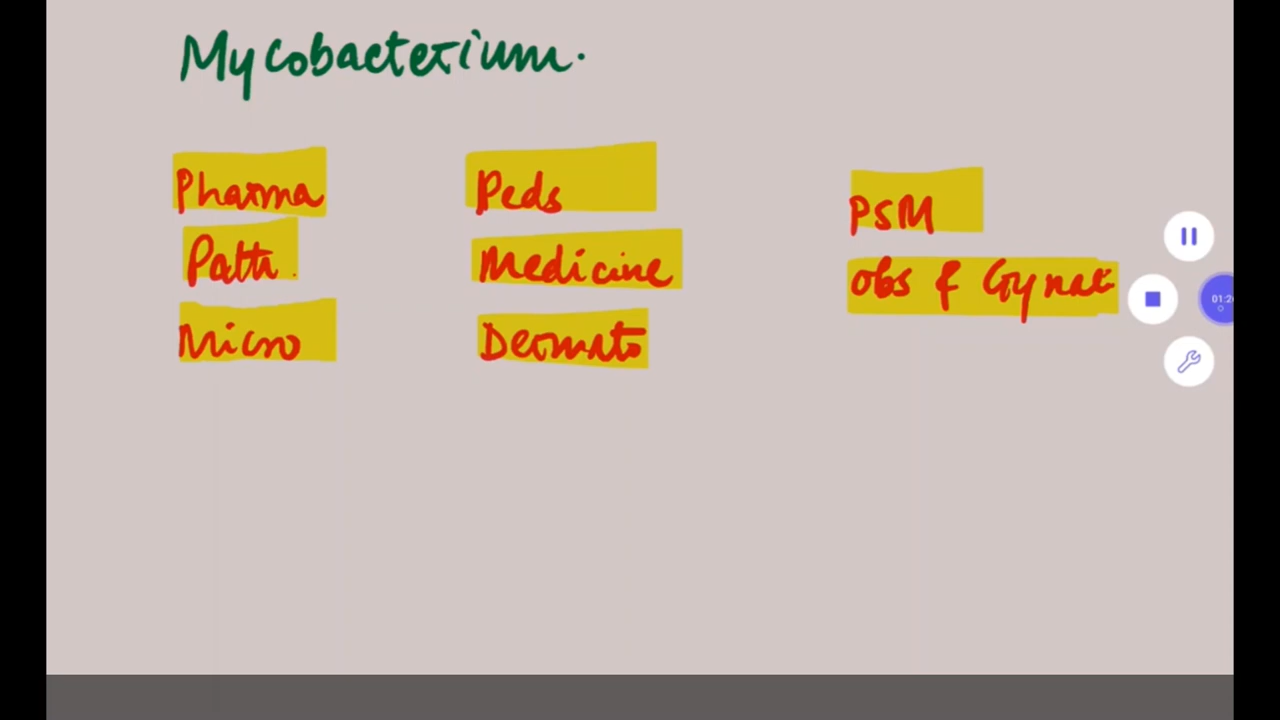 Mycobacterium.
Pharma
Path.
Micro
Peds
Medicine
Dermato
PSM
Obs & Gynae